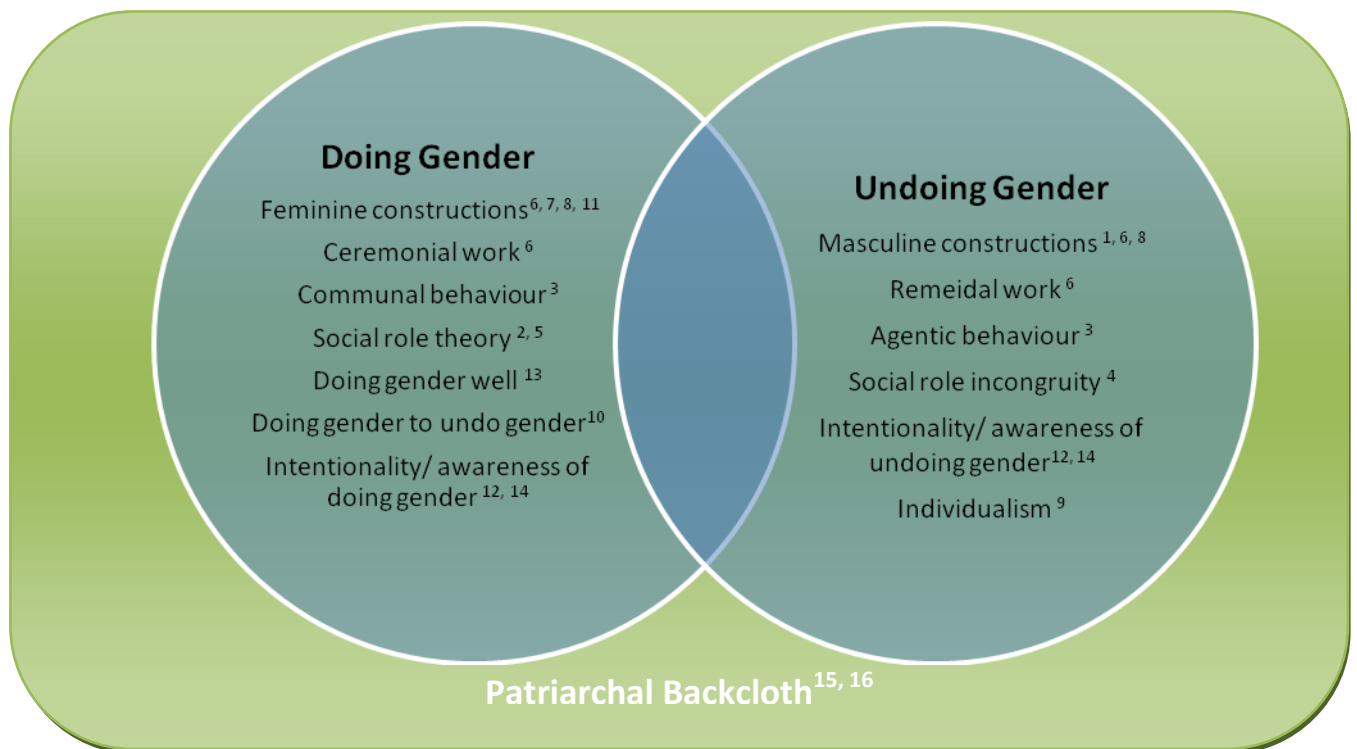 Doing Gender
Feminine constructions6, 7, 8, 11
Ceremonial work 6
Communal behaviour 3
Social role theory 2, 5
Doing gender well 13
Doing gender to undo gender10
Intentionality/ awareness of
doing gender 12, 14
Undoing Gender
Masculine constructions 1, 6, 8
Remeidal work 6
Agentic behaviour 3
Social role incongruity 4
Intentionality/ awareness of
undoing gender12, 14
Individualism 9
Patriarchal Backcloth15, 16